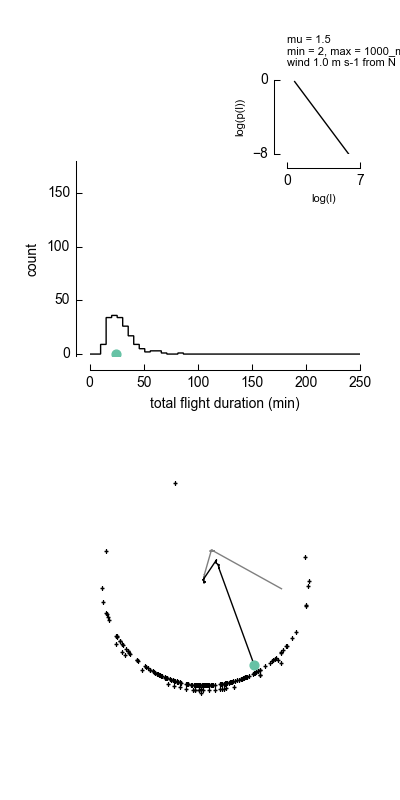 mu = 1.5
min = 2, max = 1000_m
wind 1.0 m s-1 from N
0
log(p(l))
−8
0
7
log(l)
150
100
50
0
count
0
50
100
150
200
250
total flight duration (min)